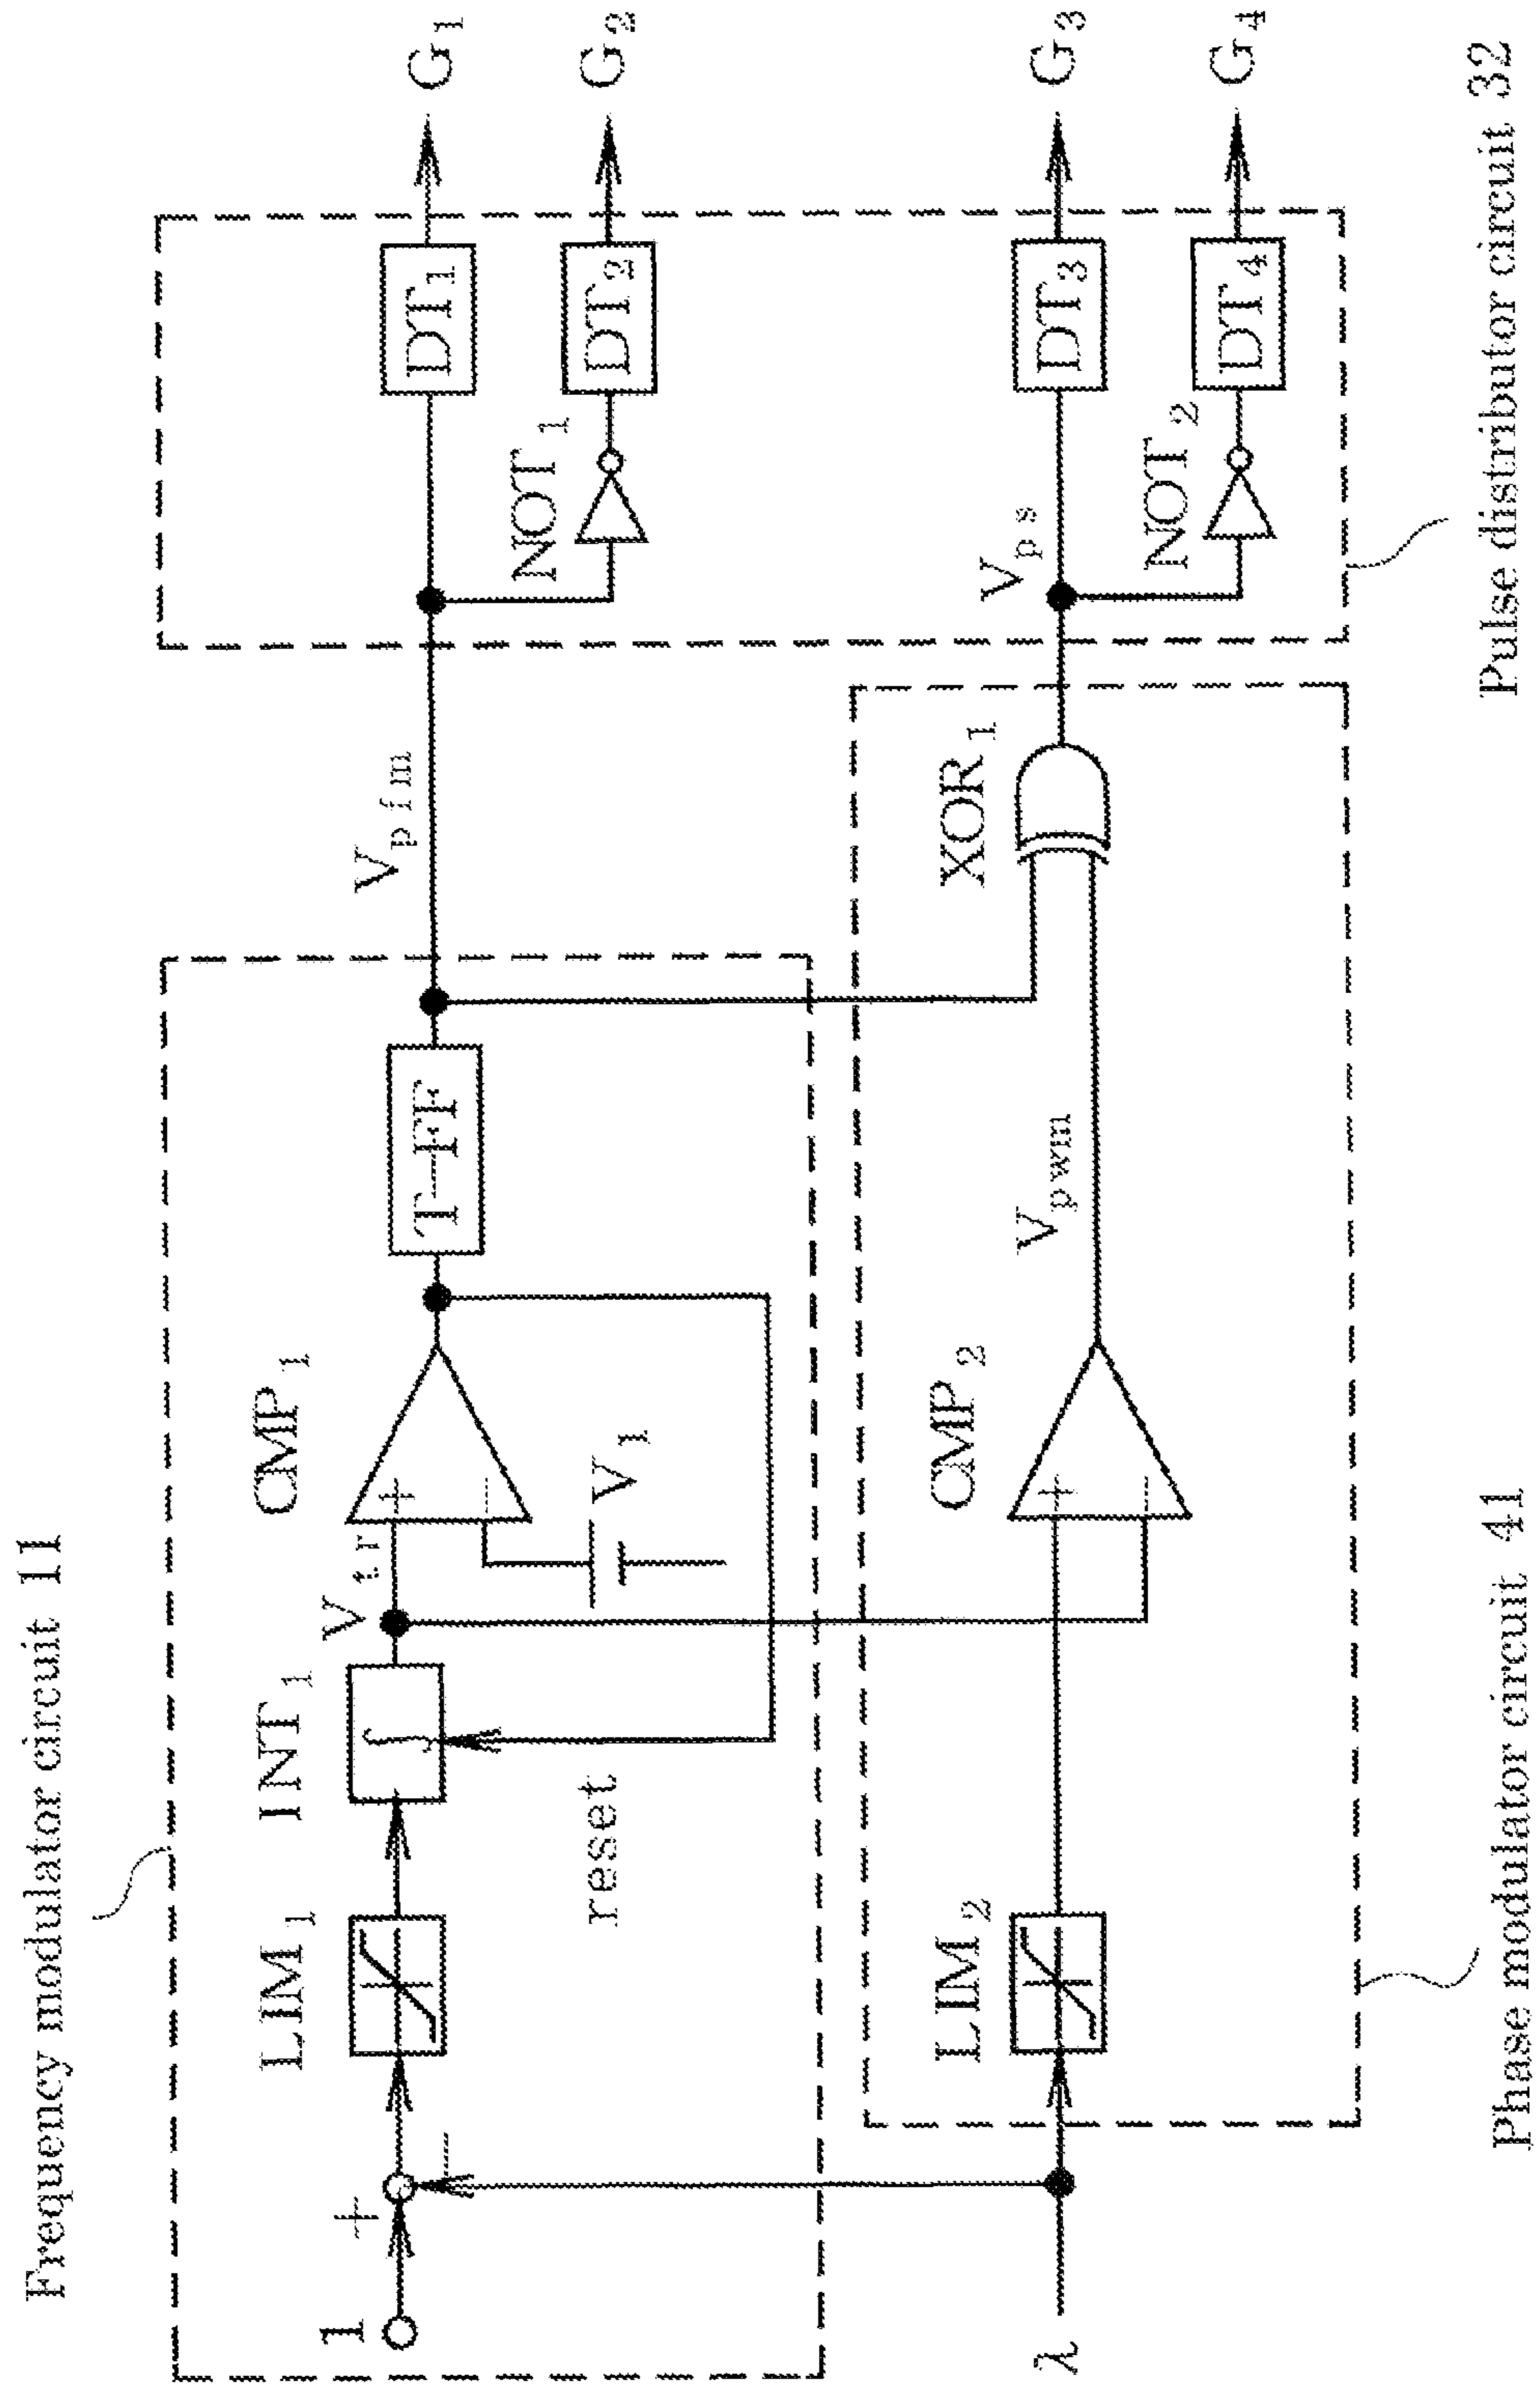 Frequency modulator circuit 11
1
+
−
LIM1
INT1
∫
reset
Vtr
CMP1
+
−
V1
T-FF
Vpfm
DT1
G1
NOT1
DT2
G2
λ
LIM2
CMP2
+
−
Vpwm
XOR1
Vps
DT3
G3
NOT2
DT4
G4
Phase modulator circuit 41
Pulse distributor circuit 32